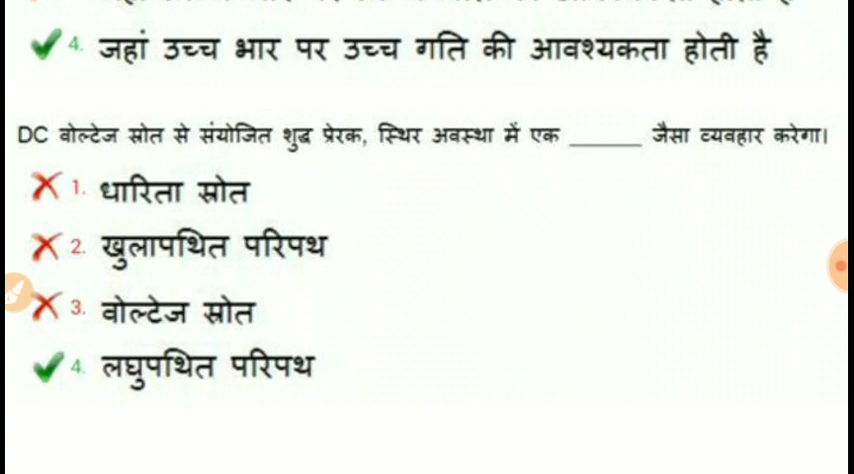 4. जहां उच्च भार पर उच्च गति की आवश्यकता होती है
DC वोल्टेज स्रोत से संयोजित शुद्ध प्रेरक, स्थिर अवस्था में एक ______ जैसा व्यवहार करेगा।
1. धारिता स्रोत
2. खुलापथित परिपथ
3. वोल्टेज स्रोत
4. लघुपथित परिपथ